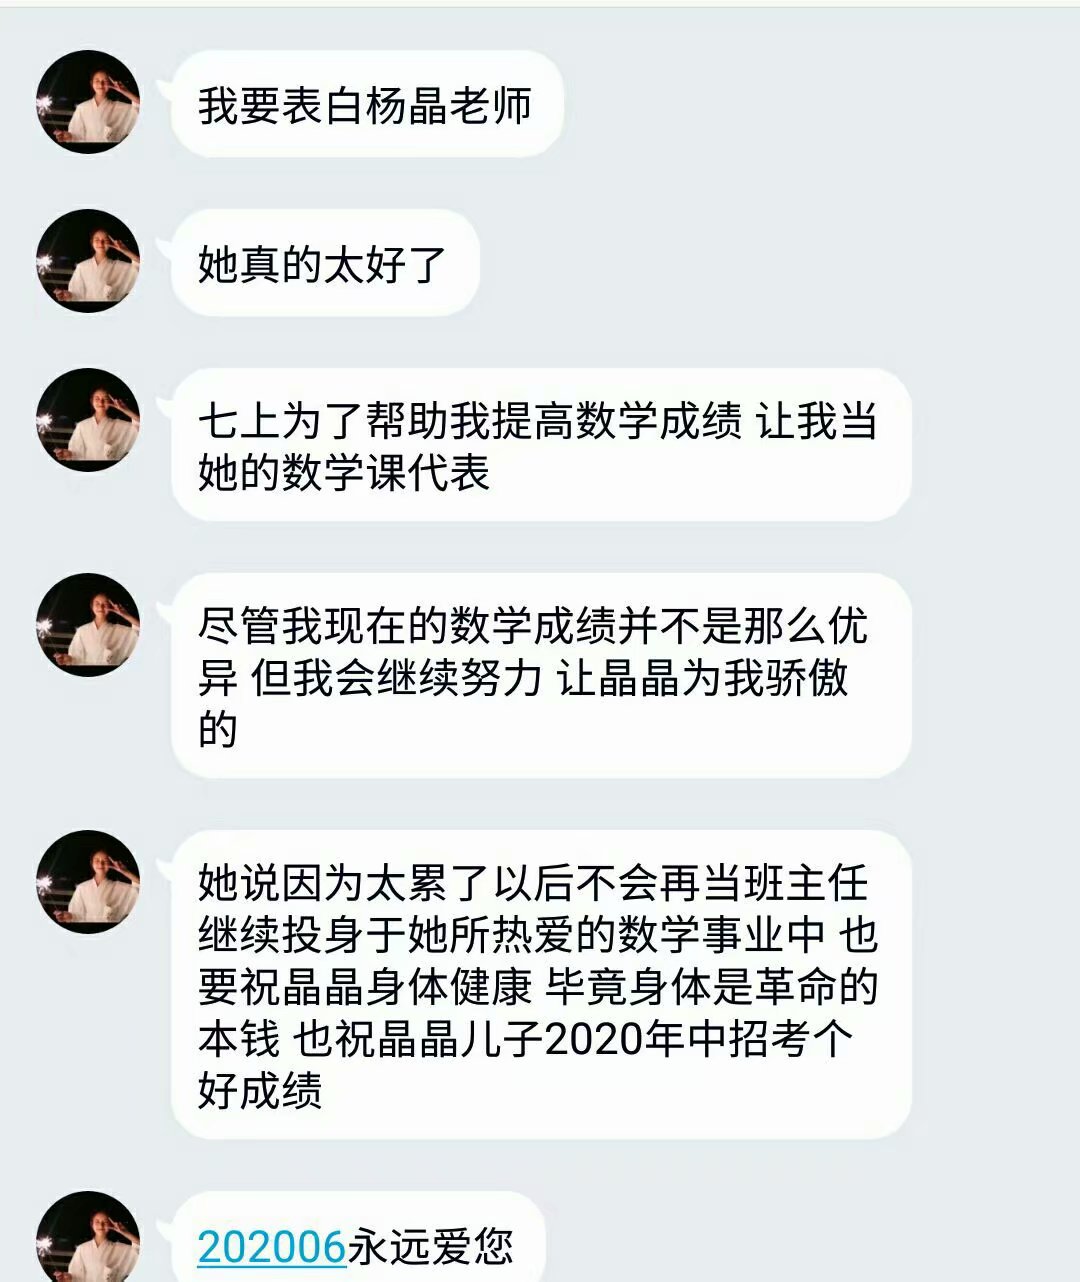 我要表白杨晶老师
她真的太好了
七上为了帮助我提高数学成绩 让我当
她的数学课代表
尽管我现在的数学成绩并不是那么优
异 但我会继续努力 让晶晶为我骄傲
的
她说因为太累了以后不会再当班主任
继续投身于她所热爱的数学事业中 也
要祝晶晶身体健康 毕竟身体是革命的
本钱 也祝晶晶儿子2020年中招考个
好成绩
202006永远爱您